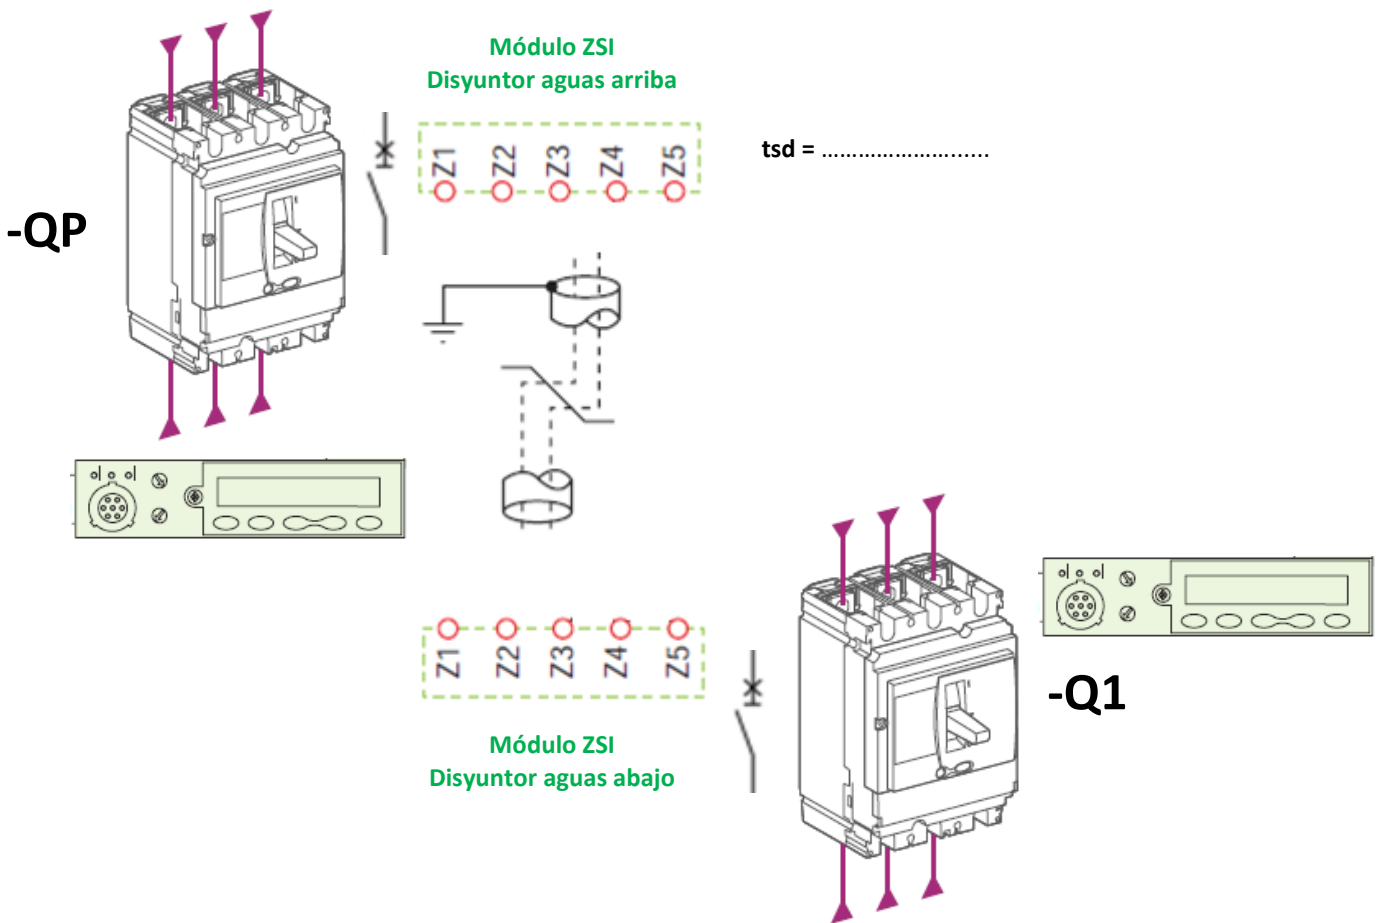 Módulo ZSI
Disyuntor aguas arriba
Z1 Z2 Z3 Z4 Z5
tsd = ..........................
-QP
Z1 Z2 Z3 Z4 Z5
-Q1
Módulo ZSI
Disyuntor aguas abajo